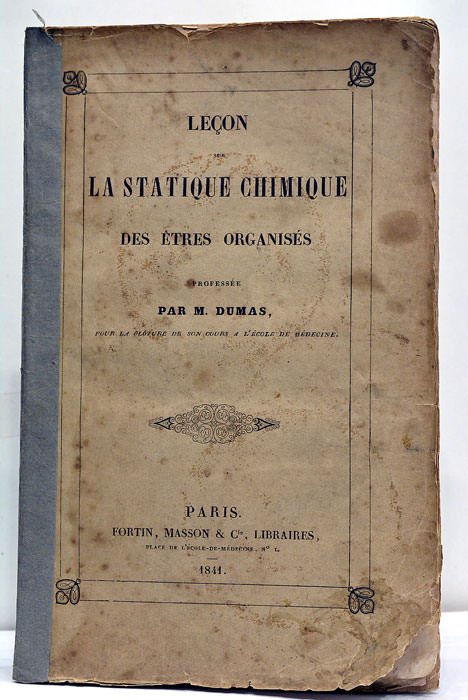 LEÇON
SUR
LA STATIQUE CHIMIQUE
DES ÊTRES ORGANISÉS
PROFESSÉE
PAR M. DUMAS,
POUR LA CLÔTURE DE SON COURS A L'ÉCOLE DE MÉDECINE.
PARIS.
FORTIN, MASSON & Cie, LIBRAIRES,
PLACE DE L'ÉCOLE-DE-MÉDECINE, No 1.
1841.